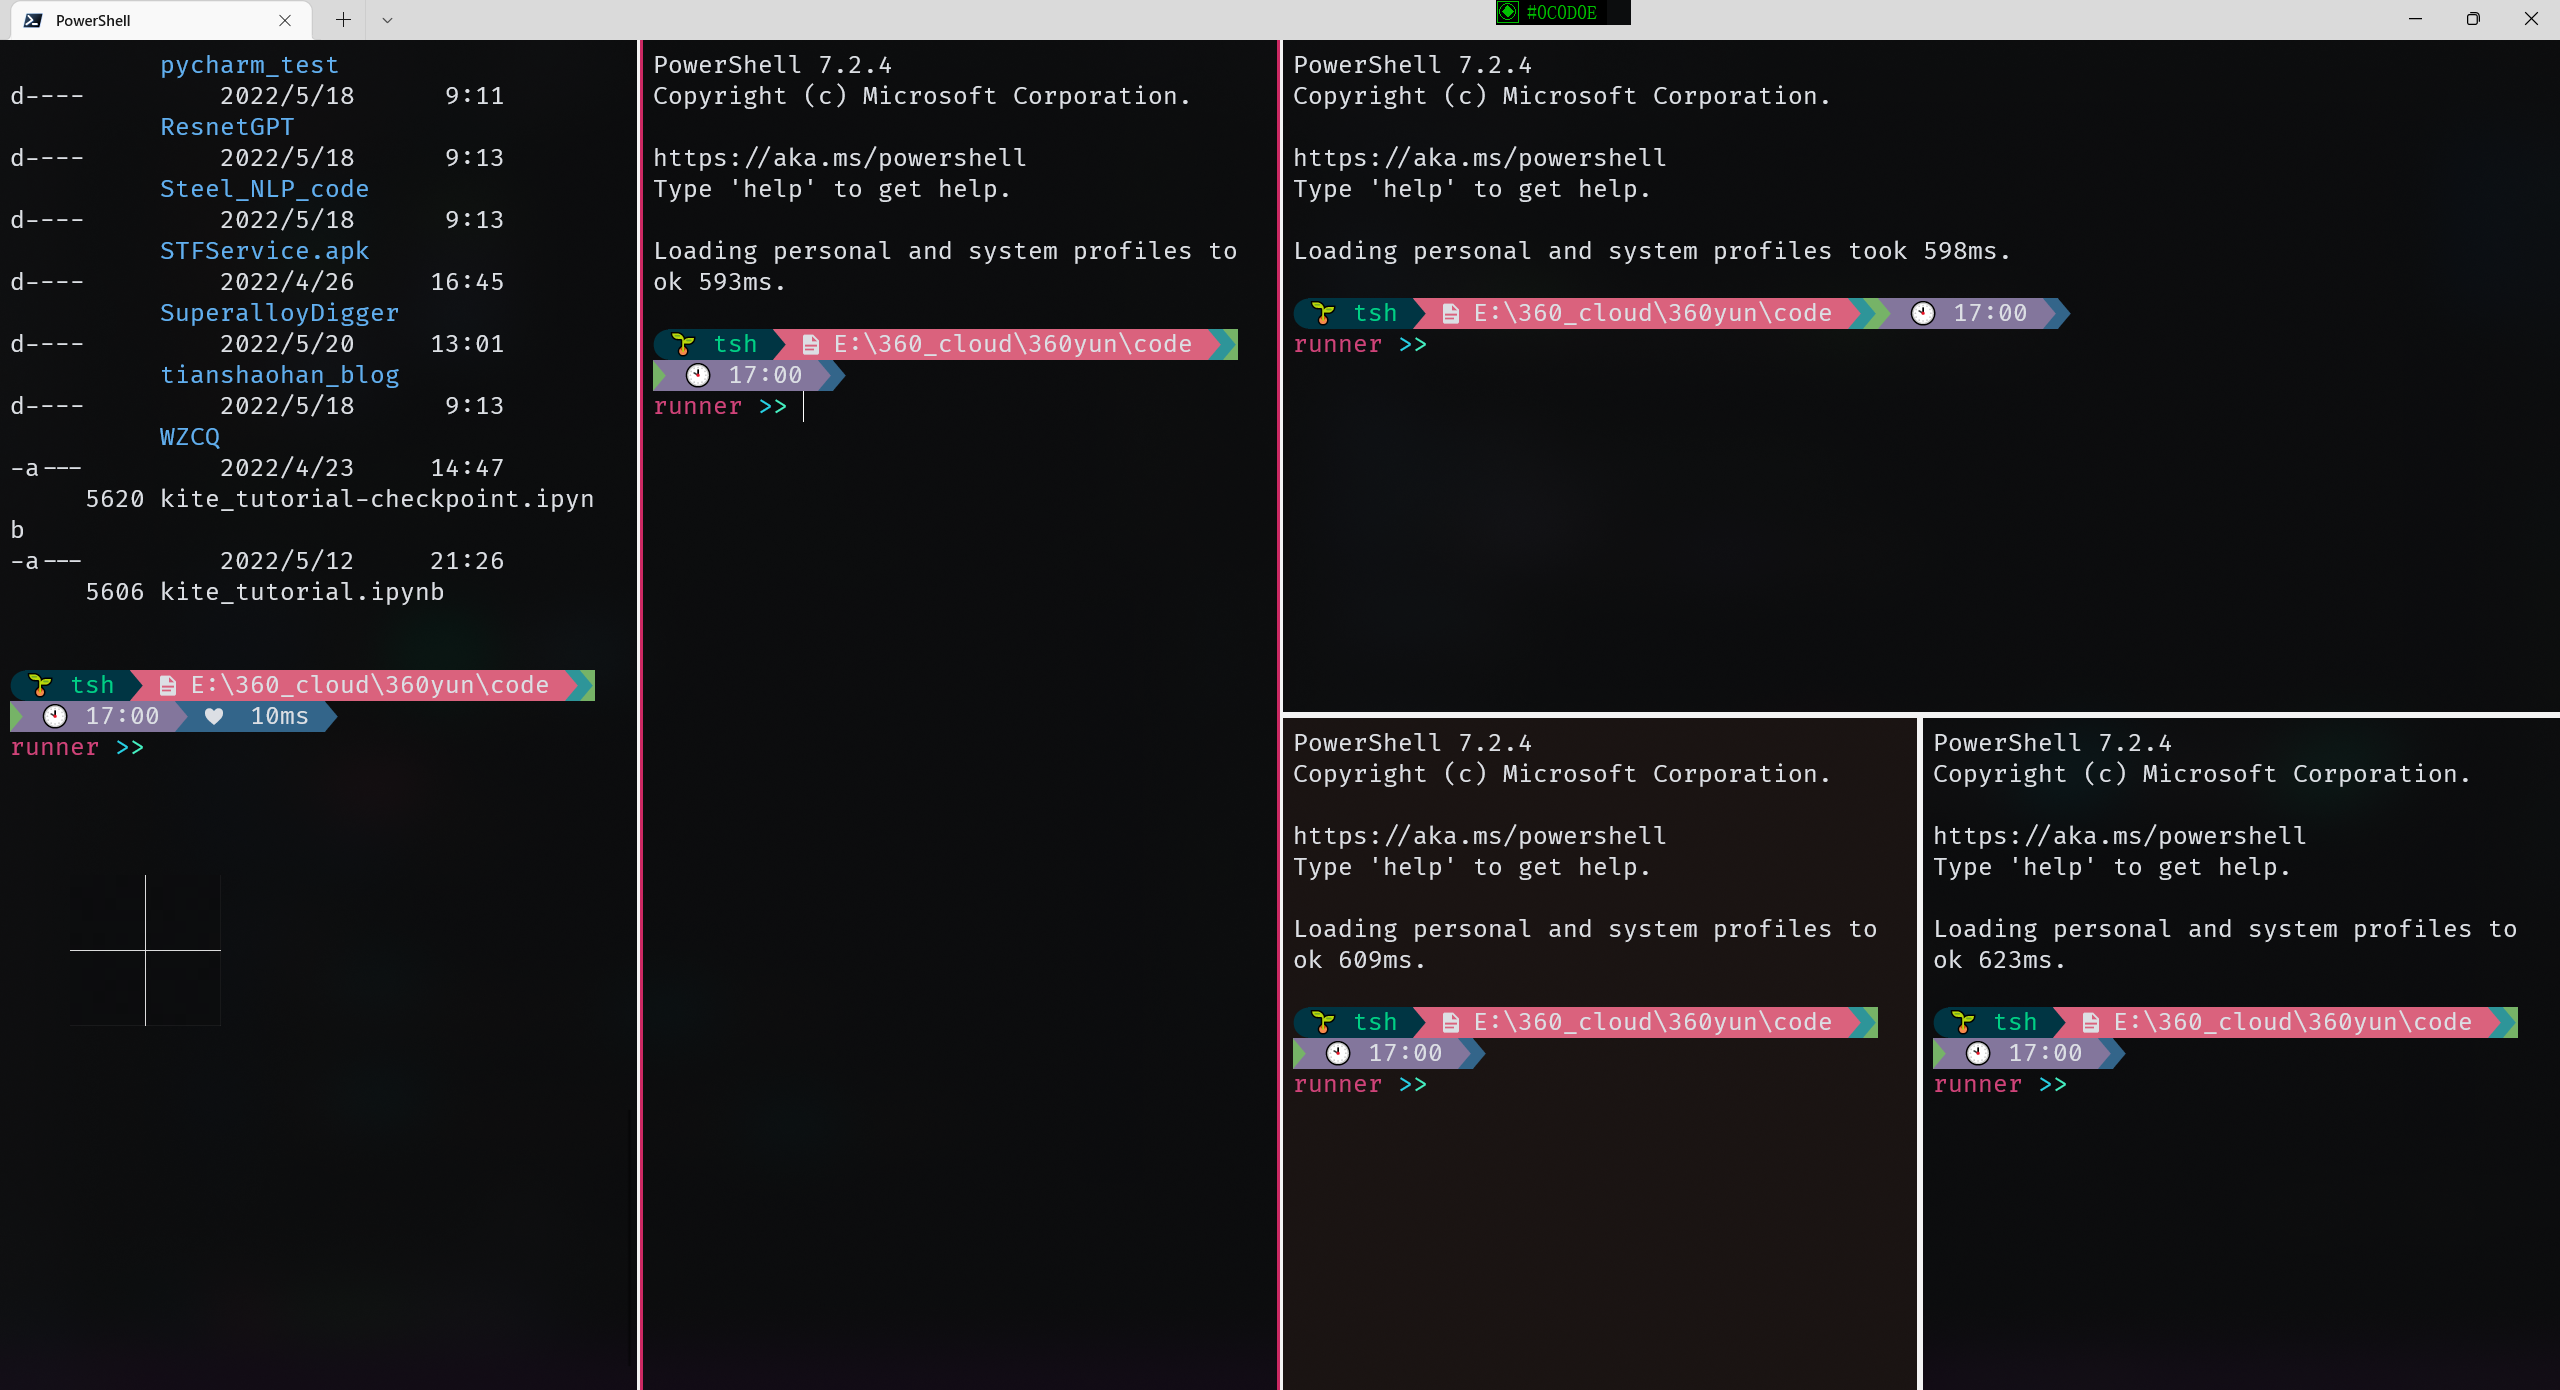 PowerShell
#0C0D0E
pycharm_test
d---- 2022/5/18 9:11
ResnetGPT
d---- 2022/5/18 9:13
Steel_NLP_code
d---- 2022/5/18 9:13
STFService.apk
d---- 2022/4/26 16:45
SuperalloyDigger
d---- 2022/5/20 13:01
tianshaohan_blog
d---- 2022/5/18 9:13
WZCQ
-a--- 2022/4/23 14:47
5620 kite_tutorial-checkpoint.ipyn
b
-a--- 2022/5/12 21:26
5606 kite_tutorial.ipynb
tsh E:\360_cloud\360yun\code
17:00 10ms
runner >>
PowerShell 7.2.4
Copyright (c) Microsoft Corporation.
https://aka.ms/powershell
Type 'help' to get help.
Loading personal and system profiles to
ok 593ms.
tsh E:\360_cloud\360yun\code
17:00
runner >>
PowerShell 7.2.4
Copyright (c) Microsoft Corporation.
https://aka.ms/powershell
Type 'help' to get help.
Loading personal and system profiles took 598ms.
tsh E:\360_cloud\360yun\code 17:00
runner >>
PowerShell 7.2.4
Copyright (c) Microsoft Corporation.
https://aka.ms/powershell
Type 'help' to get help.
Loading personal and system profiles to
ok 609ms.
tsh E:\360_cloud\360yun\code
17:00
runner >>
PowerShell 7.2.4
Copyright (c) Microsoft Corporation.
https://aka.ms/powershell
Type 'help' to get help.
Loading personal and system profiles to
ok 623ms.
tsh E:\360_cloud\360yun\code
17:00
runner >>